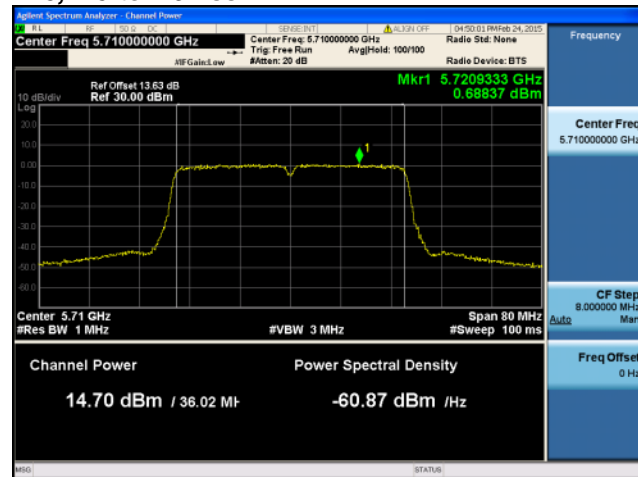 Agilent Spectrum Analyzer - Channel Power
RL RF 50 Ω DC SENSE:INT ALIGN OFF 04:50:01 PM Feb 24, 2015
Center Freq 5.710000000 GHz
Center Freq: 5.710000000 GHz
Radio Std: None
Trig: Free Run Avg|Hold: 100/100
#IFGain:Low #Atten: 20 dB Radio Device: BTS
Mkr1 5.7209333 GHz
0.68837 dBm
Ref Offset 13.63 dB
10 dB/div Ref 30.00 dBm
Log
20.0
10.0
0.00
-10.0
-20.0
-30.0
-40.0
-50.0
-60.0
1
Center 5.71 GHz Span 80 MHz
#Res BW 1 MHz #VBW 3 MHz #Sweep 100 ms
Channel Power Power Spectral Density
14.70 dBm / 36.02 MH -60.87 dBm /Hz
MSG STATUS
Frequency
Center Freq
5.710000000 GHz
CF Step
8.000000 MHz
Auto Man
Freq Offset
0 Hz